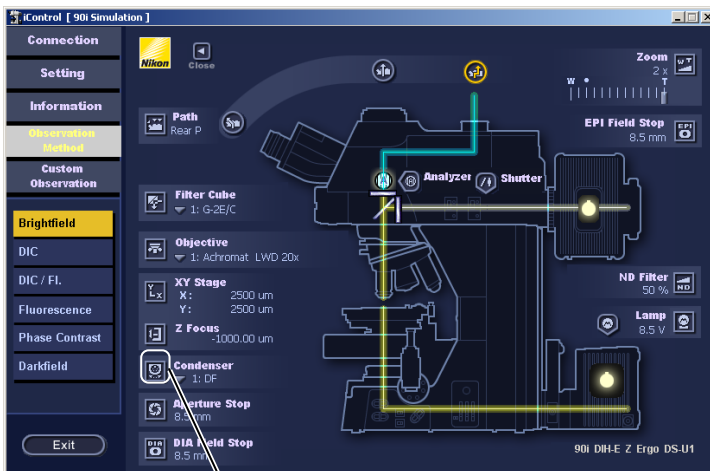 iControl [ 90i Simulation ]
Connection
Setting
Information
Observation
Method
Custom
Observation
Brightfield
DIC
DIC / Fl.
Fluorescence
Phase Contrast
Darkfield
Exit
Nikon
Close
Path
Rear P
Filter Cube
1: G-2E/C
Objective
1: Achromat LWD 20x
XY Stage
X: 2500 um
Y: 2500 um
Z Focus
-1000.00 um
Condenser
1: DF
Aperture Stop
8.5 mm
DIA Field Stop
8.5 mm
Analyzer
Shutter
Zoom
2 x
W T
EPI Field Stop
8.5 mm
ND Filter
50 %
Lamp
8.5 V
90i DIH-E Z Ergo DS-U1
W T
EPI
ND
Y X
DIA